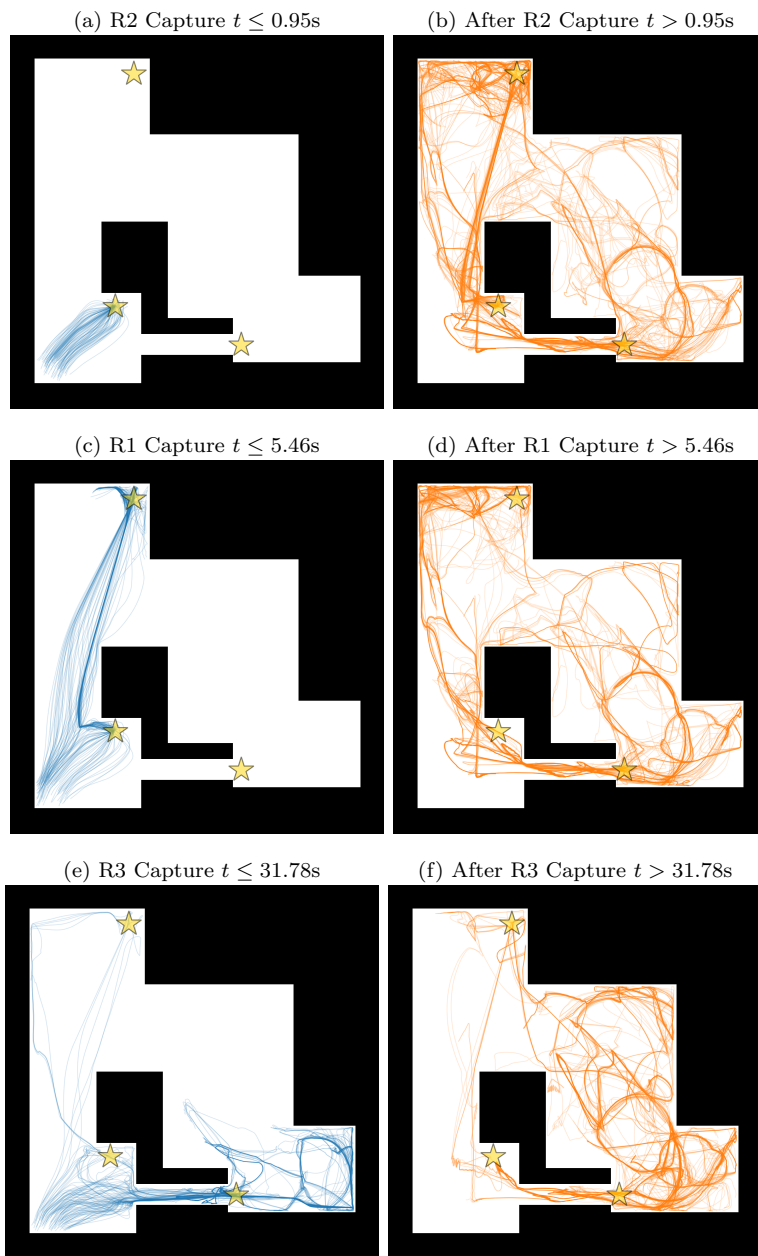 (a) R2 Capture t ≤ 0.95s
(b) After R2 Capture t > 0.95s
(c) R1 Capture t ≤ 5.46s
(d) After R1 Capture t > 5.46s
(e) R3 Capture t ≤ 31.78s
(f) After R3 Capture t > 31.78s